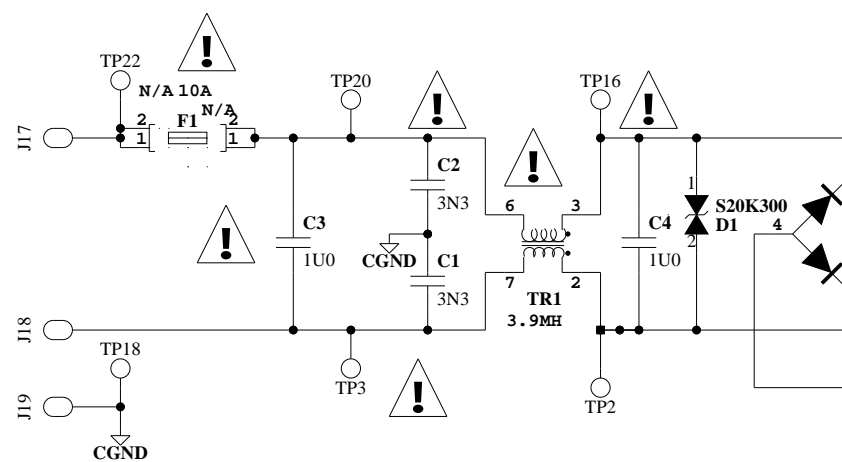 TP22
N/A 10A
N/A
2
F1
2
1
1
J17
TP20
TP16
C2
3N3
6
3
C3
1U0
CGND
C1
3N3
7
2
TR1
3.9MH
C4
1U0
1
S20K300
D1
2
4
J18
TP18
TP3
TP2
J19
CGND
!
!
!
!
!
!